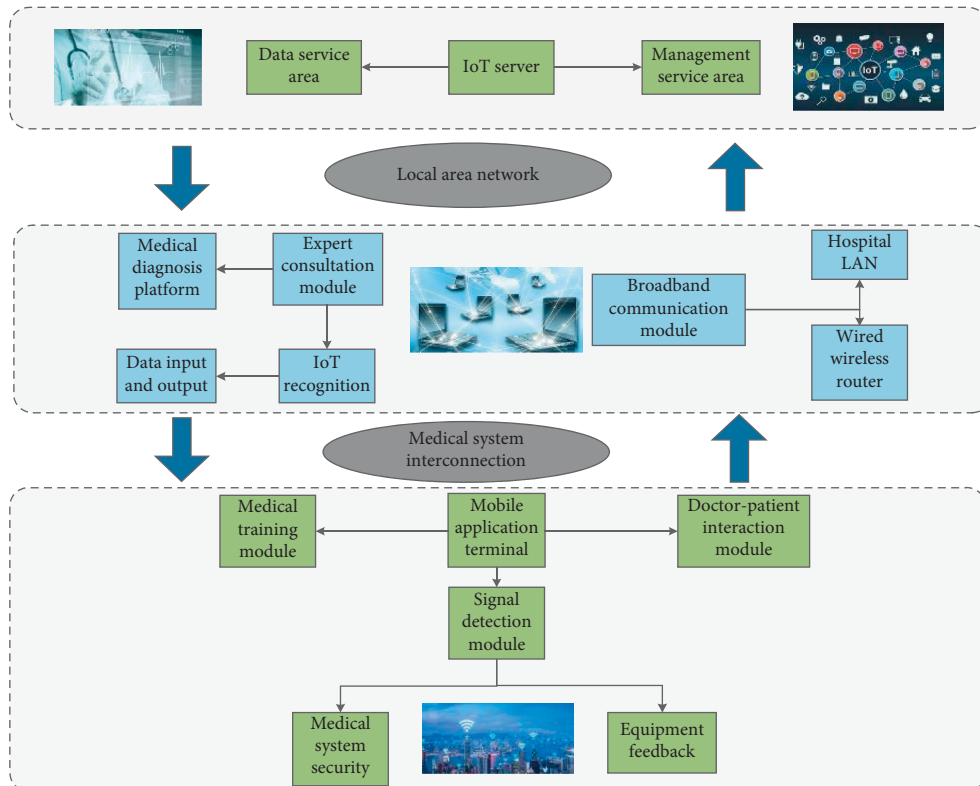 Data service
area
IoT server
Management
service area
IoT
Local area network
Medical
diagnosis
platform
Expert
consultation
module
Broadband
communication
module
Hospital
LAN
Data input
and output
IoT
recognition
Wired
wireless
router
Medical system
interconnection
Medical
training
module
Mobile
application
terminal
Doctor-patient
interaction
module
Signal
detection
module
Medical
system
security
Equipment
feedback